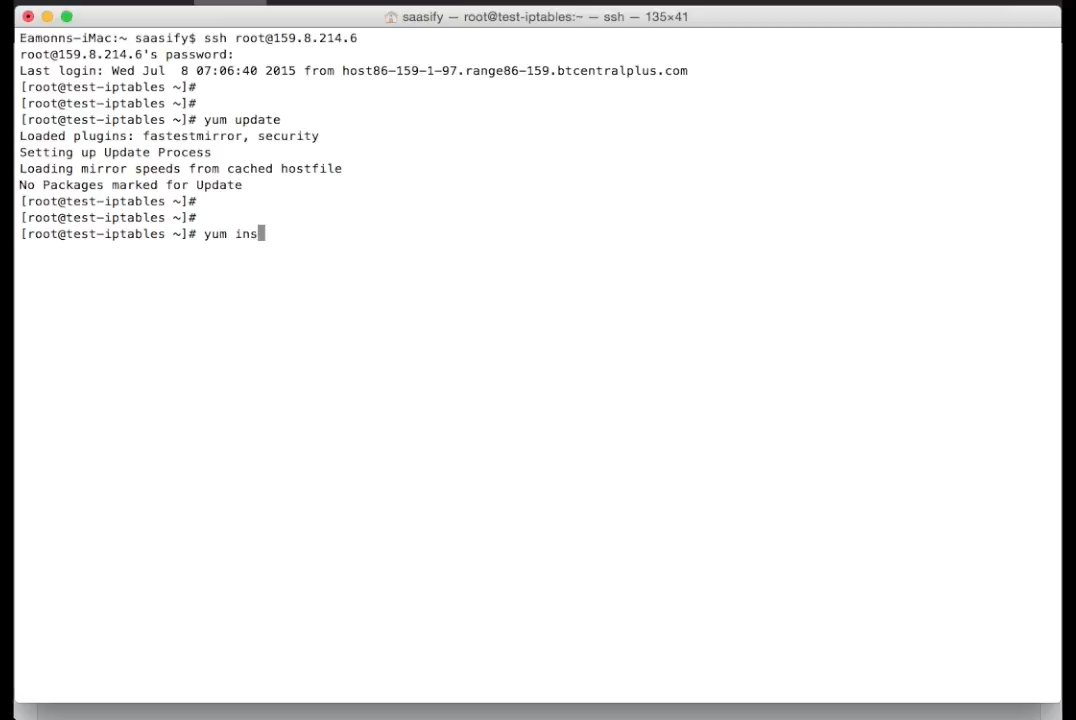 saasify — root@test-iptables:~ — ssh — 135×41
Eamonns-iMac:~ saasify$ ssh root@159.8.214.6
root@159.8.214.6's password:
Last login: Wed Jul  8 07:06:40 2015 from host86-159-1-97.range86-159.btcentralplus.com
[root@test-iptables ~]#
[root@test-iptables ~]#
[root@test-iptables ~]# yum update
Loaded plugins: fastestmirror, security
Setting up Update Process
Loading mirror speeds from cached hostfile
No Packages marked for Update
[root@test-iptables ~]#
[root@test-iptables ~]#
[root@test-iptables ~]# yum ins